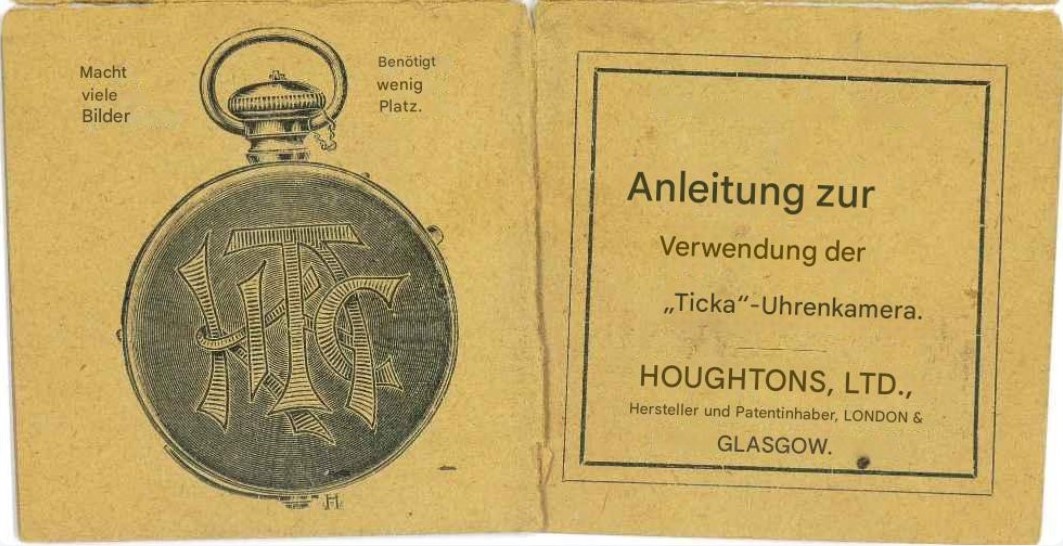 Macht
viele
Bilder
Benötigt
wenig
Platz.
HTC
H
Anleitung zur
Verwendung der
„Ticka“-Uhrenkamera.
HOUGHTONS, LTD.,
Hersteller und Patentinhaber, LONDON &
GLASGOW.